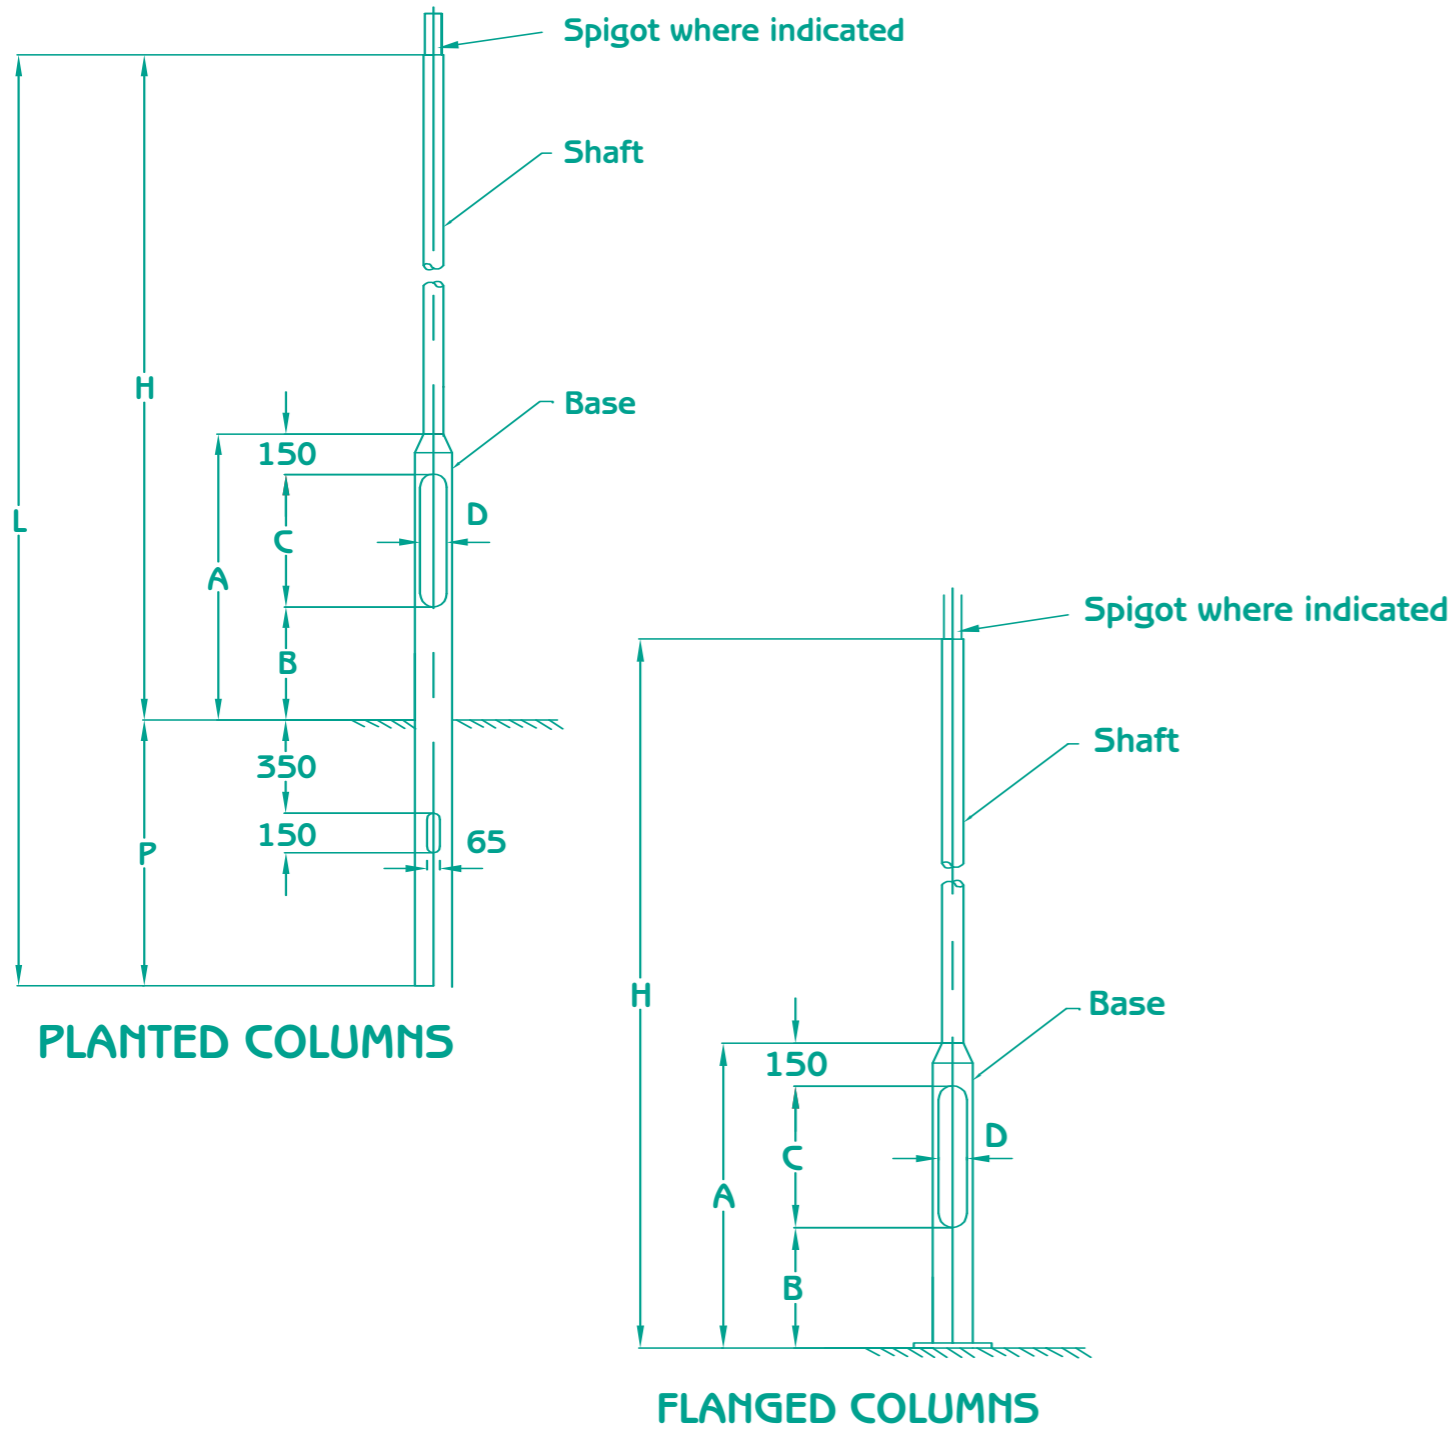 Spigot where indicated
Shaft
H
Base
150
L
D
C
A
B
350
150
65
P
PLANTED COLUMNS
Spigot where indicated
Shaft
H
Base
150
D
C
A
B
FLANGED COLUMNS